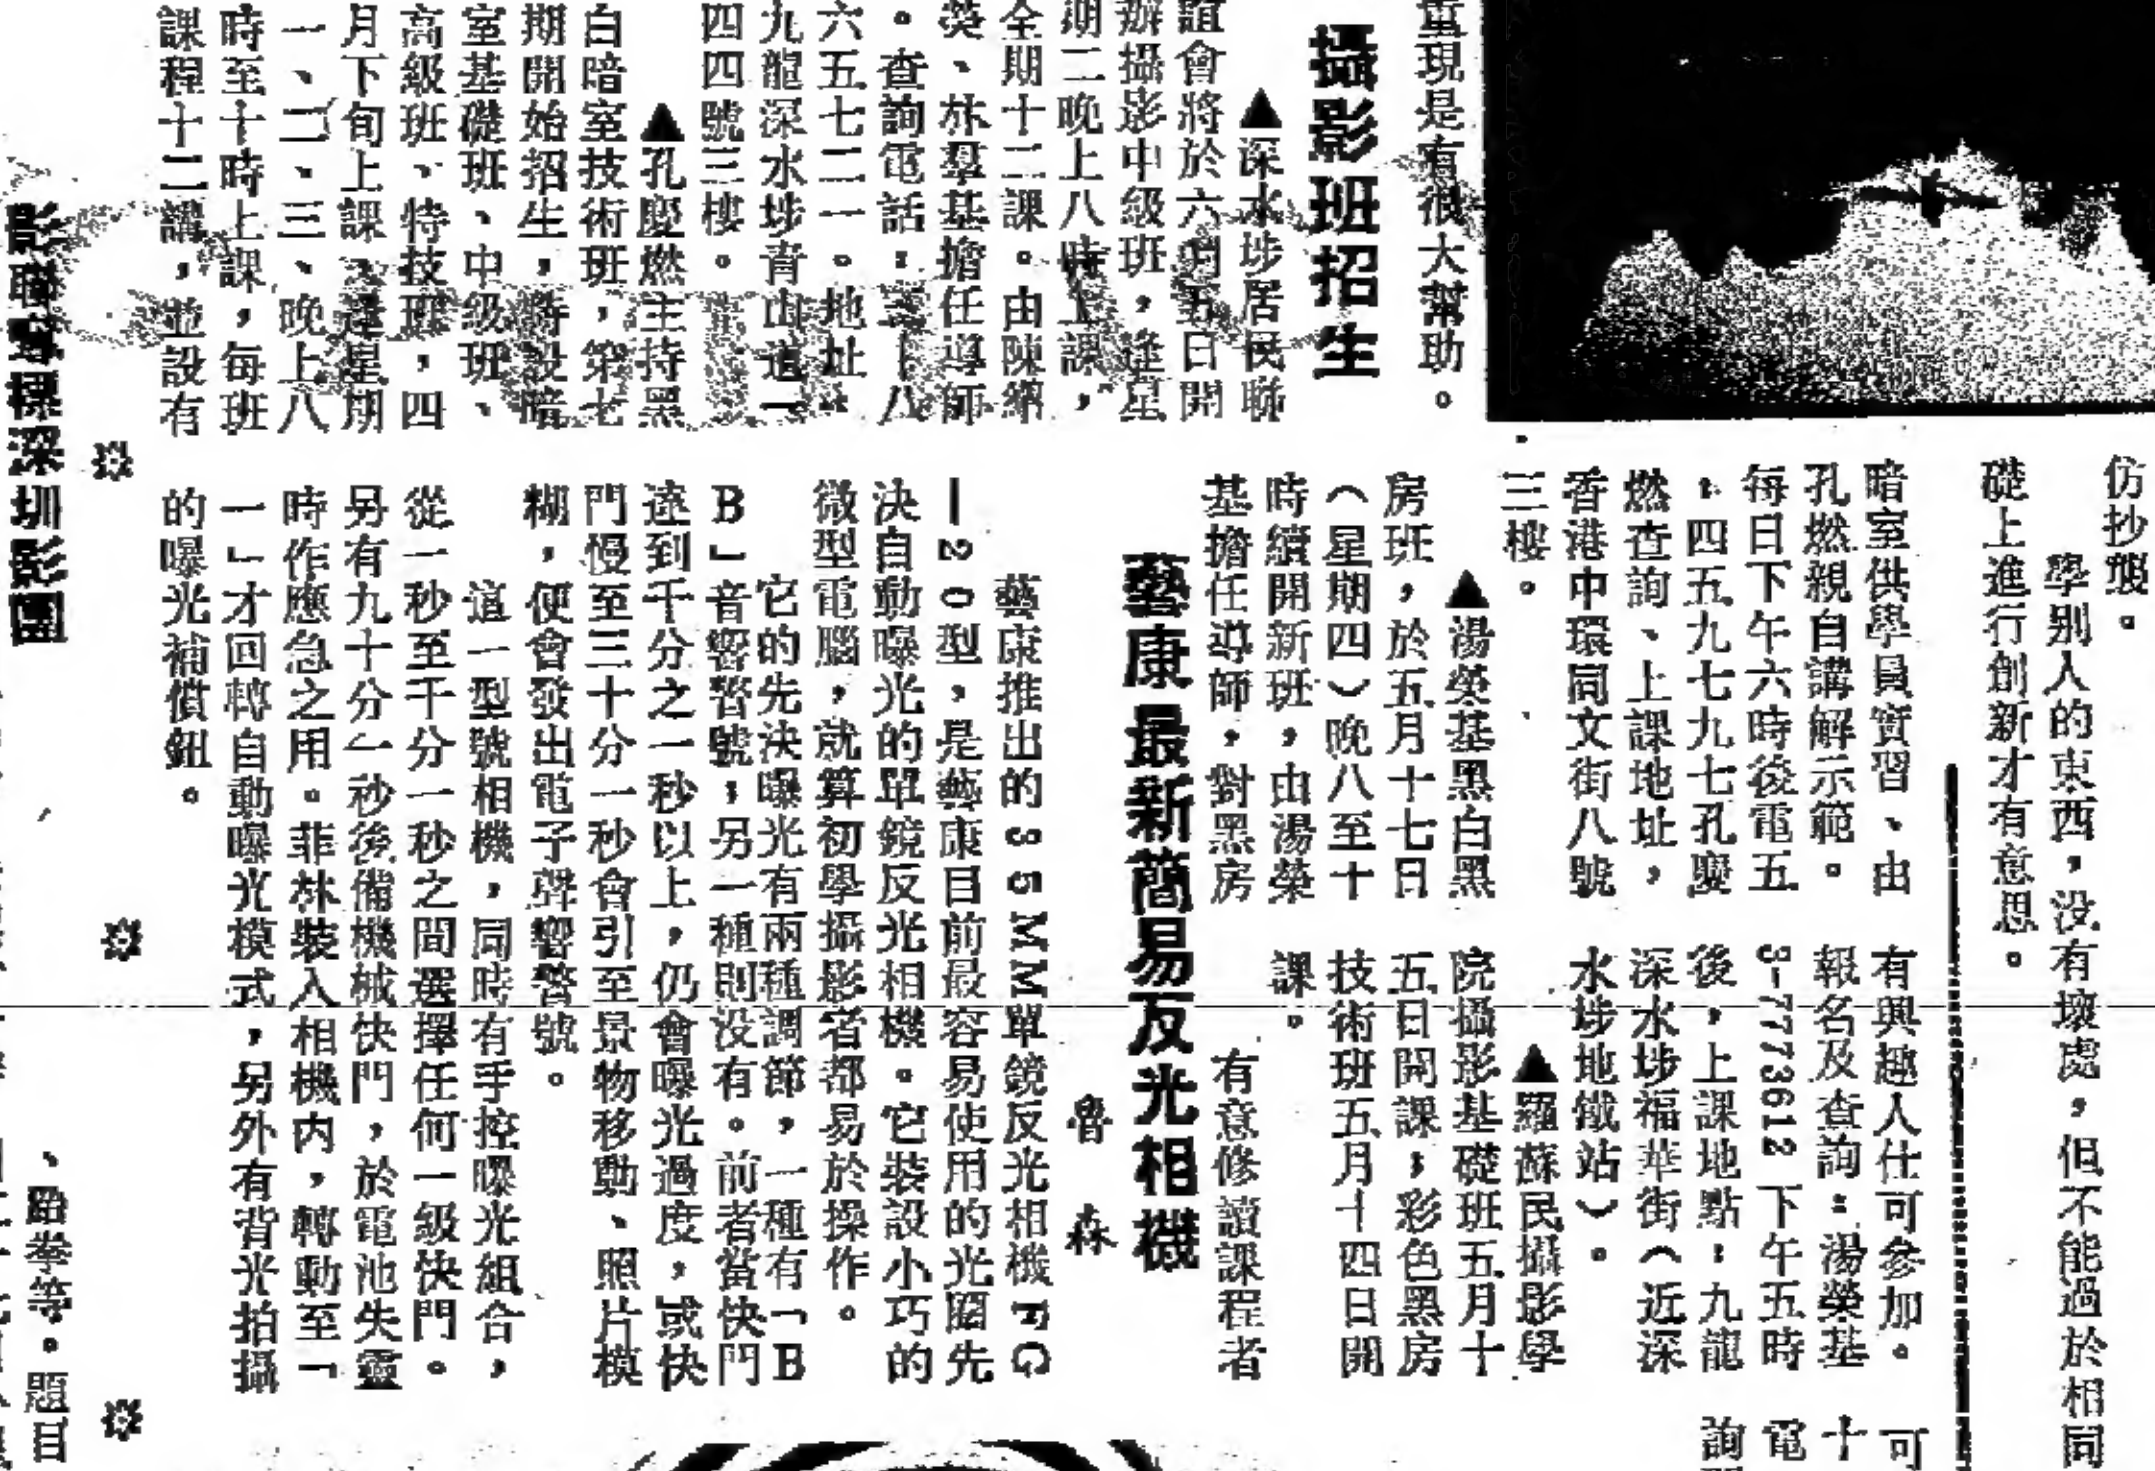 重現是有很大幫助。
仿抄襲。
學別人的東西，没有壞處，但不能過於相同
礎上進行創新才有意思。
攝影班招生
▲深水埗居民聯
誼會將於六月五日開
辦攝影中級班，逢星
期二晚上八時上課，
全期十二課。由陳
英、林羣基擔任導師
。查詢電話：三—八
六五七二一。地址：
九龍深水埗青山道一
四四號三樓。
▲孔慶燃主持黑
白暗室技術班，第七
期開始招生，特設暗
室基礎班、中級班、
高級班、特技班，四
月下旬上課、逢星期
一、二、三、晚上八
時至十時上課，每班
課程十二講，並設有
暗室供學員實習、由
孔燃親自講解示範。
每日下午六時後電五
：四五九七九七孔慶
燃查詢、上課地址，
香港中環同文街八號
三樓。
▲湯榮基黑白黑
房班，於五月十七日
（星期四）晚八至十
時續開新班，由湯榮
基擔任導師，對黑房
有興趣人仕可參加。
報名及查詢：湯榮基
3-7773612下午五時
後，上課地點：九龍
深水埗福華街（近深
水埗地鐵站）。
▲羅蘇民攝影學
院攝影基礎班五月十
五日開課，彩色黑房
技術班五月十四日開
課。
有意修讀課程者
可
十
電
詢
藝康最新簡易反光相機
魯森
藝康推出的35MM單鏡反光相機FG
—20型，是藝康目前最容易使用的光圈先
決自動曝光的單鏡反光相機。它裝設小巧的
微型電腦，就算初學攝影者都易於操作。
它的先決曝光有兩種調節，一種有「B
B」音響警號；另一種則没有。前者當快門
速到千分之一秒以上，仍會曝光過度，或快
門慢至三十分一秒會引至景物移動、照片模
糊，便會發出電子聲響警號。
這一型號相機，同時有手控曝光組合，
從一秒至千分一秒之間選擇任何一級快門。
另有九十分一秒後備機械快門，於電池失靈
時作應急之用。菲林裝入相機内，轉動至「
一」才回轉自動曝光模式，另外有背光拍攝
的曝光補償鈕。
影聯奪標深圳影團
、跆拳等。題目